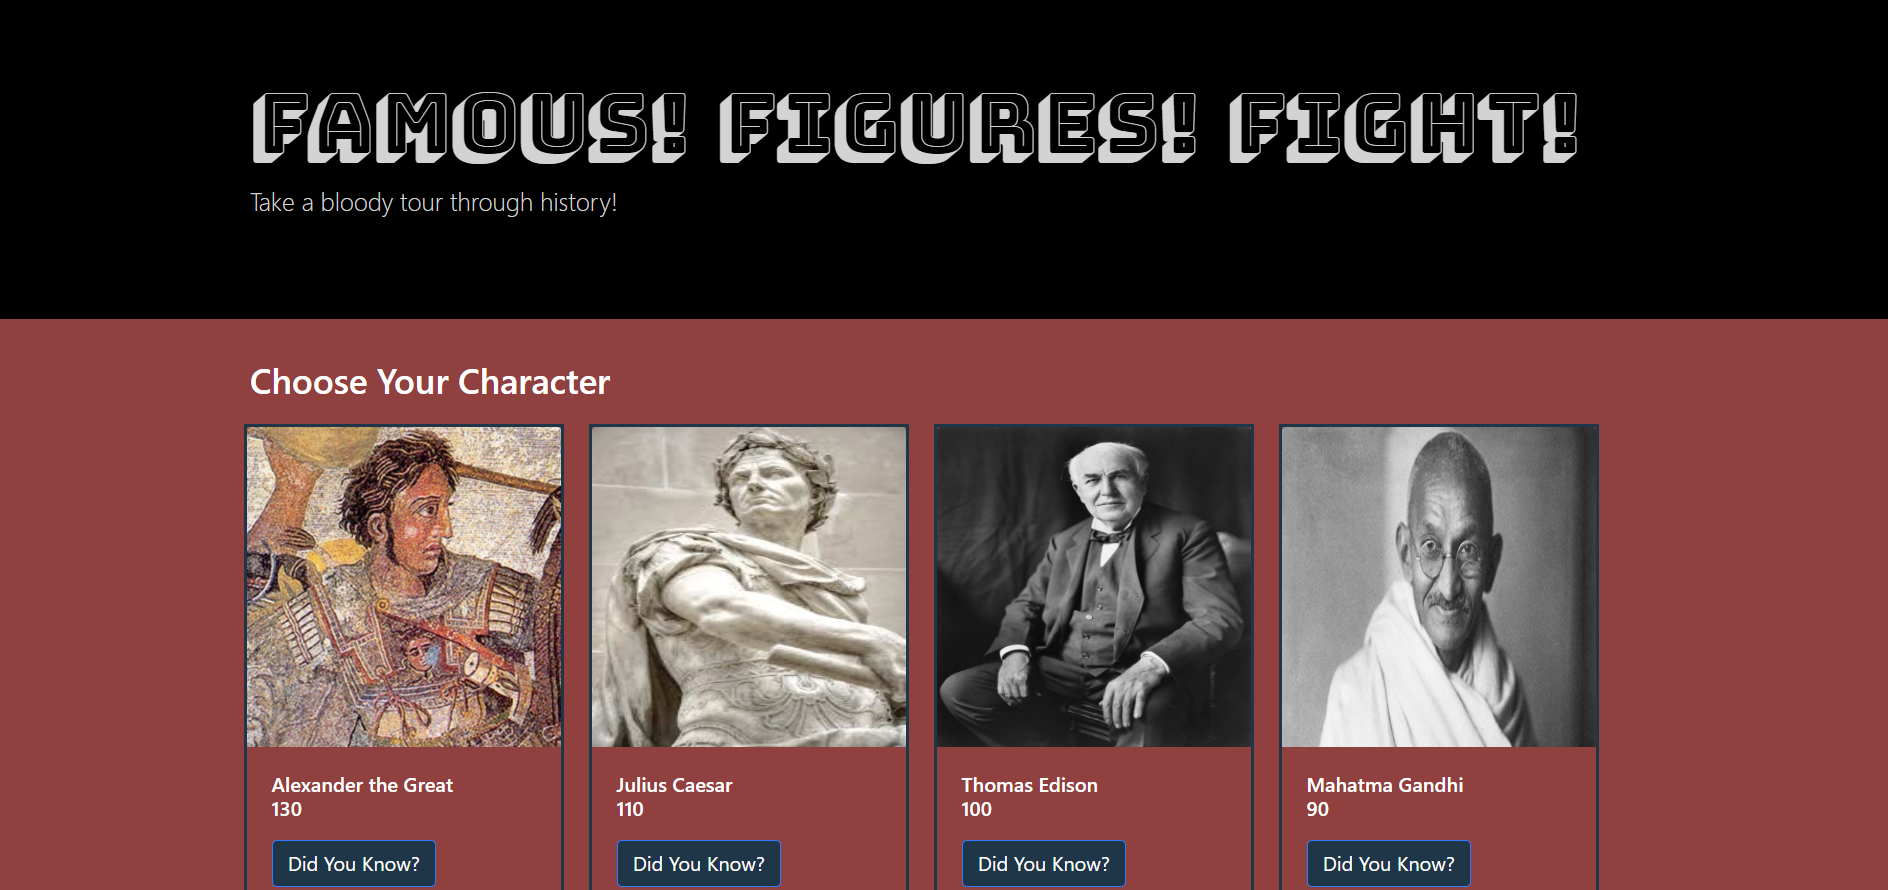 FAMOUS! FIGURES! FIGHT!
Take a bloody tour through history!
Choose Your Character
Alexander the Great
130
Did You Know?
Julius Caesar
110
Did You Know?
Thomas Edison
100
Did You Know?
Mahatma Gandhi
90
Did You Know?